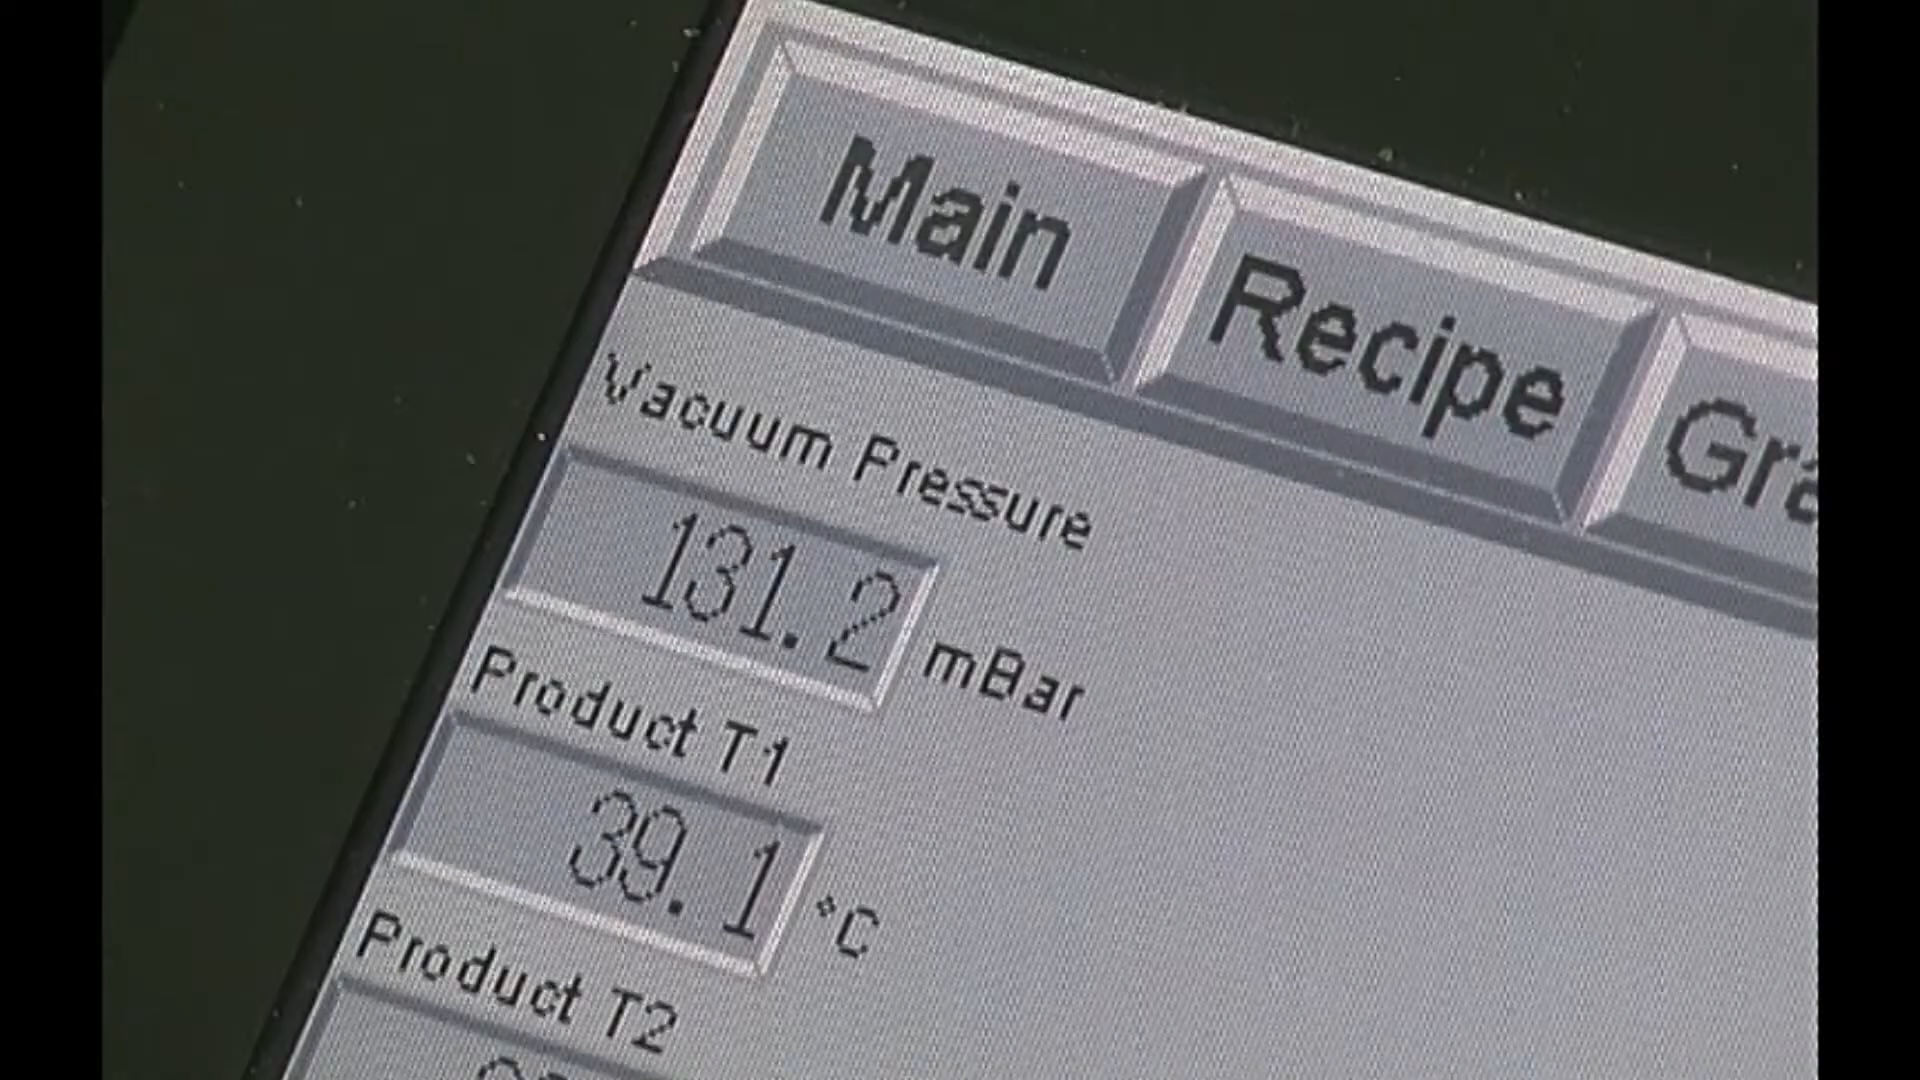 Main Recipe
Vacuum Pressure
131.2 mBar
Product T1
39.1 °C
Product T2